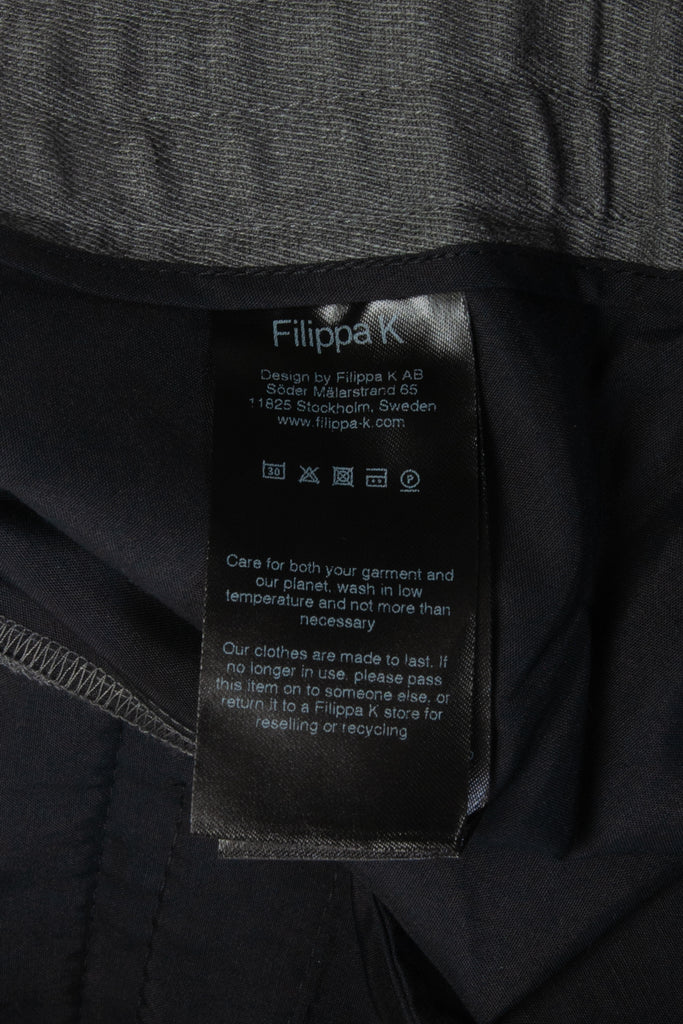 Filippa K
Design by Filippa K AB
Söder Mälarstrand 65
11825 Stockholm, Sweden
www.filippa-k.com
30
P
Care for both your garment and
our planet, wash in low
temperature and not more than
necessary
Our clothes are made to last. If
no longer in use, please pass
this item on to someone else, or
return it to a Filippa K store for
reselling or recycling